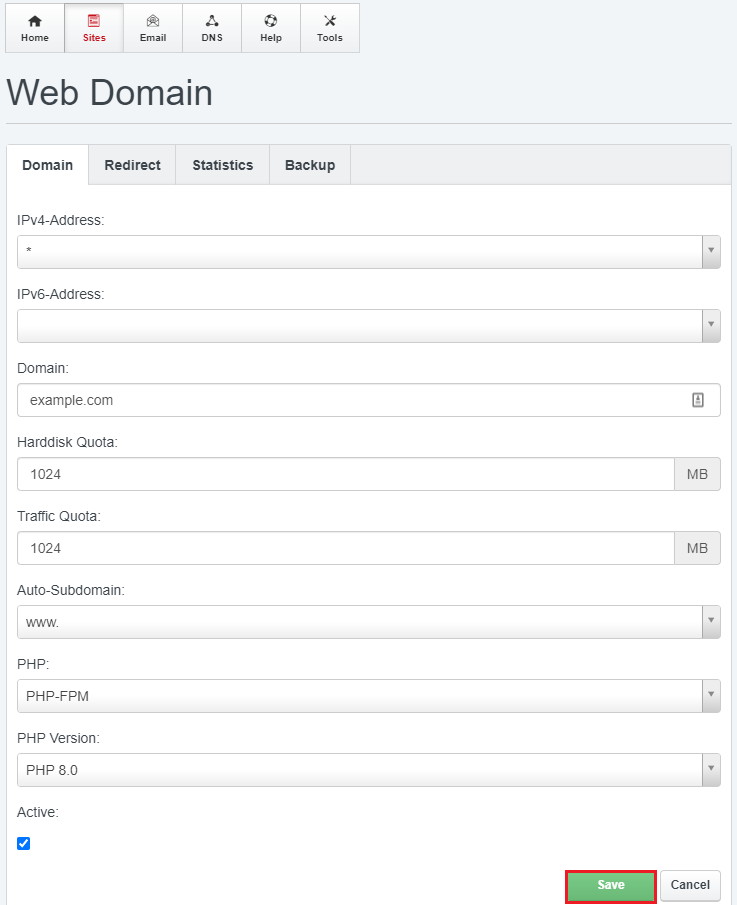 Home Sites Email DNS Help Tools
Web Domain
Domain Redirect Statistics Backup
IPv4-Address:
*
IPv6-Address:
Domain:
example.com
Harddisk Quota:
1024 MB
Traffic Quota:
1024 MB
Auto-Subdomain:
www.
PHP:
PHP-FPM
PHP Version:
PHP 8.0
Active:
Save Cancel